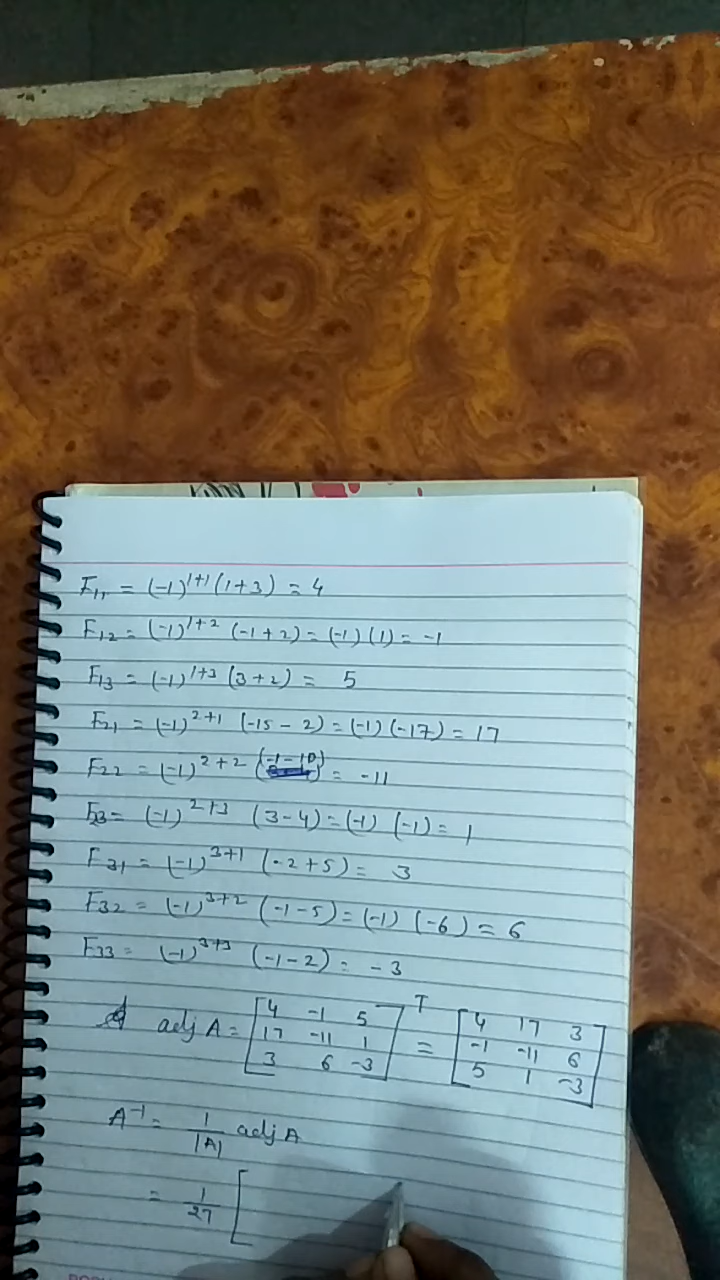 F₁₁ = (-1)¹⁺¹ (1+3) = 4
F₁₂ = (-1)¹⁺² (-1+2) = (-1)(1) = -1
F₁₃ = (-1)¹⁺³ (3+2) = 5
F₂₁ = (-1)²⁺¹ (-15-2) = (-1)(-17) = 17
F₂₂ = (-1)²⁺² (-1-10) = -11
F₂₃ = (-1)²⁺³ (3-4) = (-1) (-1) = 1
F₃₁ = (-1)³⁺¹ (-2+5) = 3
F₃₂ = (-1)³⁺² (-1-5) = (-1) (-6) = 6
F₃₃ = (-1)³⁺³ (-1-2) = -3
adj A = [4 -1 5; 17 -11 1; 3 6 -3]ᵀ = [4 17 3; -1 -11 6; 5 1 -3]
A⁻¹ = 1/|A| adj A
= 1/27 [